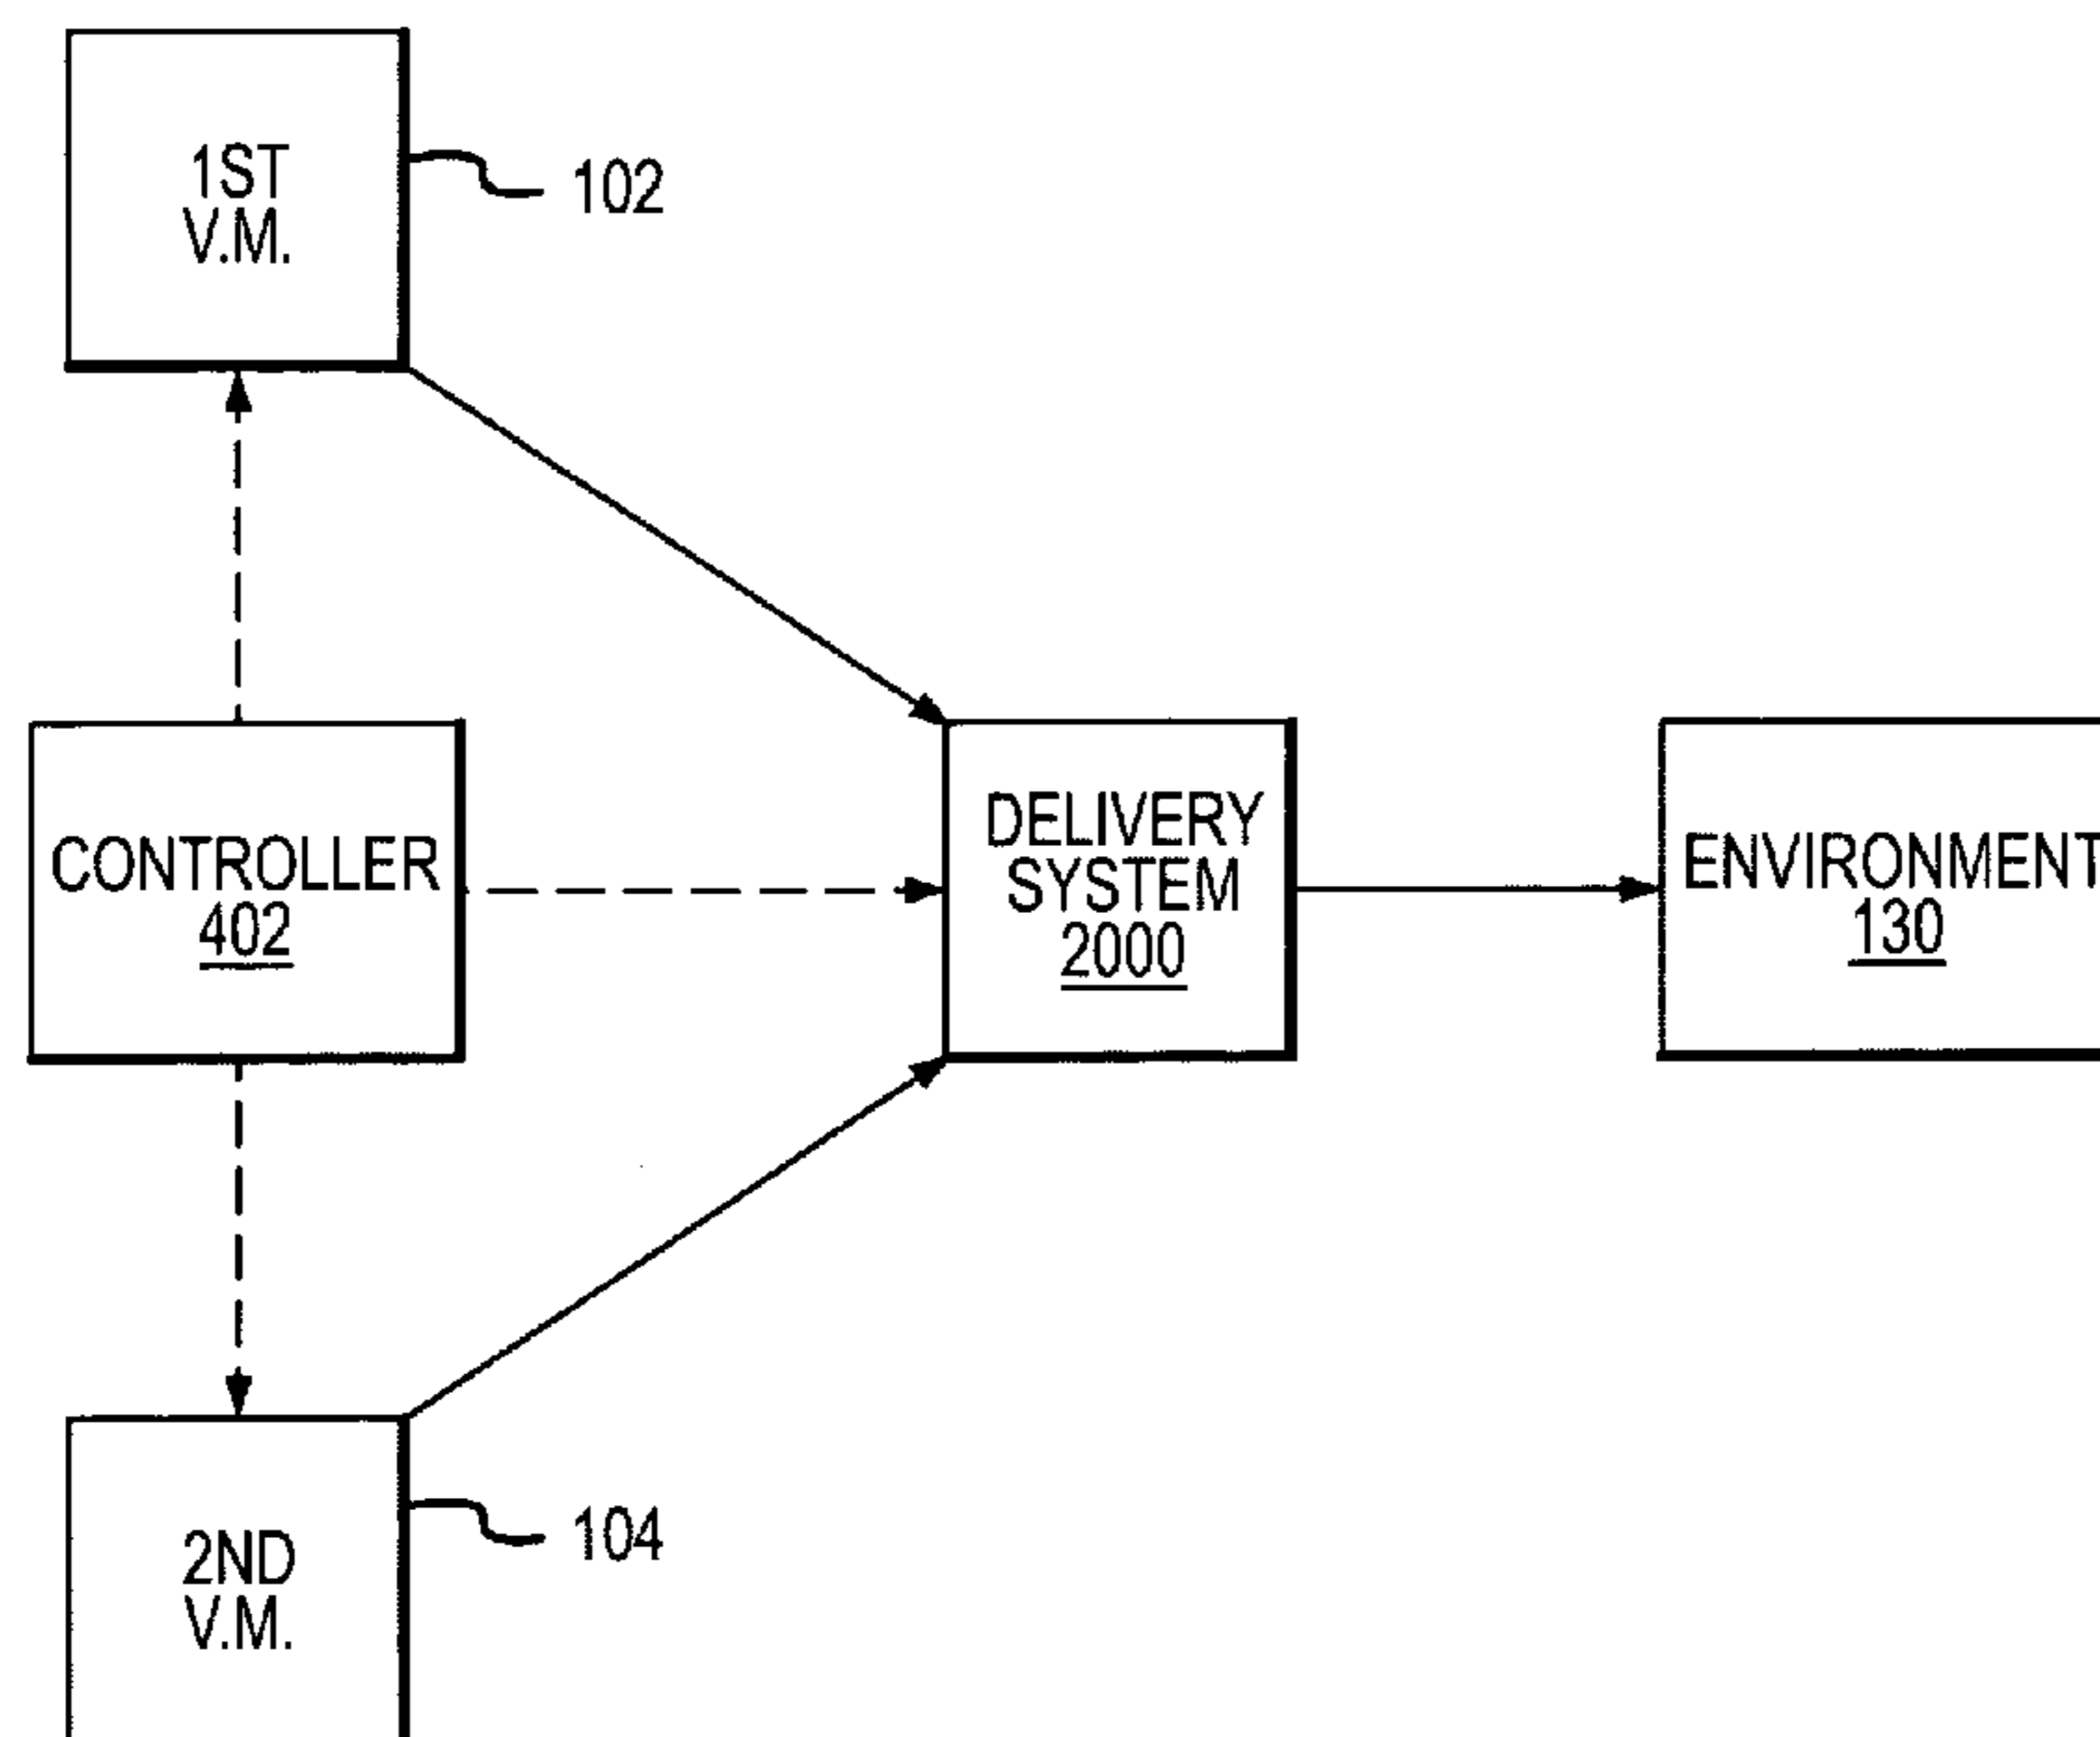 1ST
V.M.
102
CONTROLLER
402
DELIVERY
SYSTEM
2000
ENVIRONMENT
130
2ND
V.M.
104